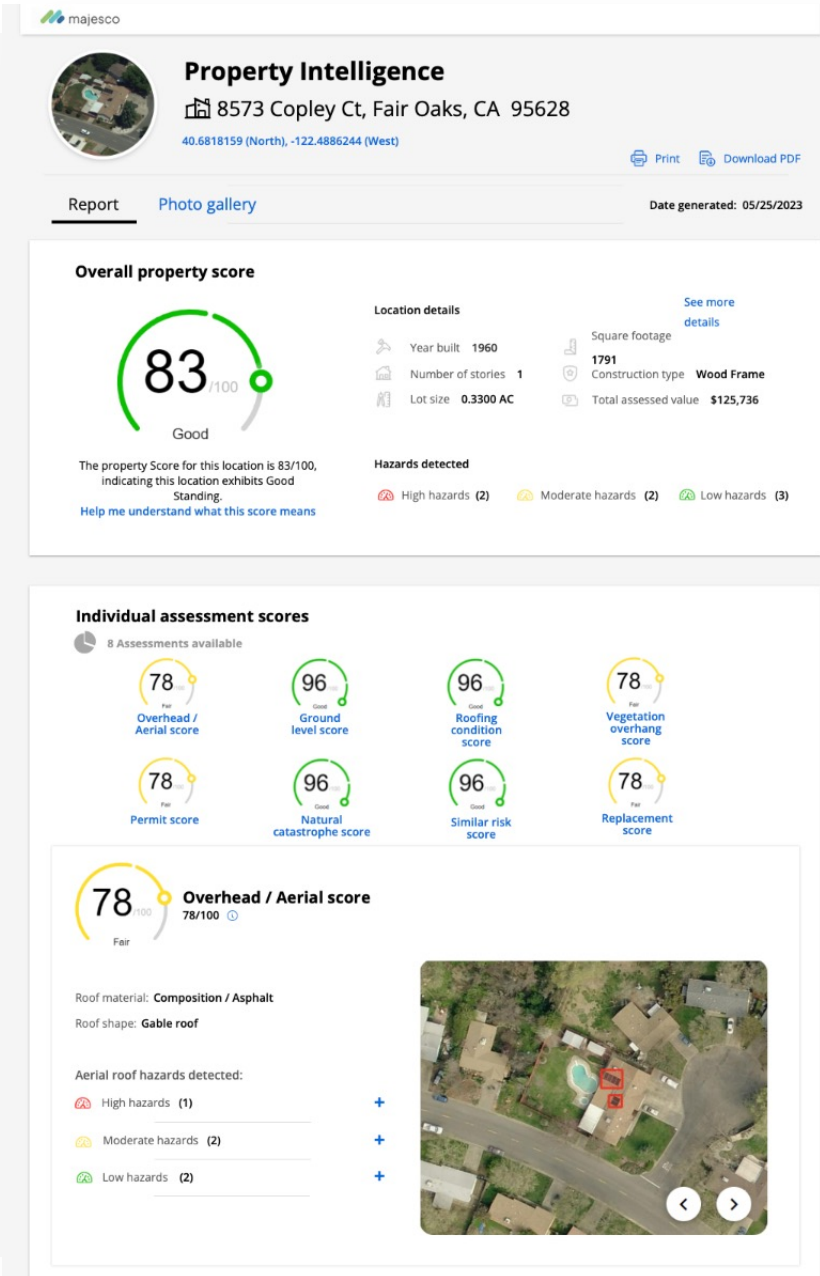 majesco
Property Intelligence
8573 Copley Ct, Fair Oaks, CA 95628
40.6818159 (North), -122.4886244 (West)
Print Download PDF
Report Photo gallery Date generated: 05/25/2023
Overall property score
83 /100
Good
The property Score for this location is 83/100,
indicating this location exhibits Good
Standing.
Help me understand what this score means
Location details
See more
details
Year built 1960
Number of stories 1
Lot size 0.3300 AC
Square footage
1791
Construction type Wood Frame
Total assessed value $125,736
Hazards detected
High hazards (2) Moderate hazards (2) Low hazards (3)
Individual assessment scores
8 Assessments available
78
Fair
Overhead /
Aerial score
96
Good
Ground
level score
96
Good
Roofing
condition
score
78
Fair
Vegetation
overhang
score
78
Fair
Permit score
96
Good
Natural
catastrophe score
96
Good
Similar risk
score
78
Fair
Replacement
score
78 /100
Fair
Overhead / Aerial score
78/100
Roof material: Composition / Asphalt
Roof shape: Gable roof
Aerial roof hazards detected:
High hazards (1) +
Moderate hazards (2) +
Low hazards (2) +